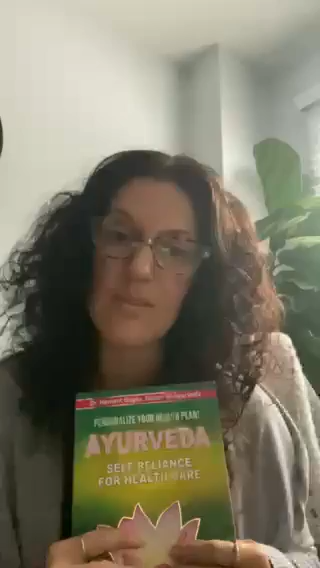 PERSONALIZE YOUR HEALTH PLAN!
AYURVEDA
SELF RELIANCE
FOR HEALTH CARE